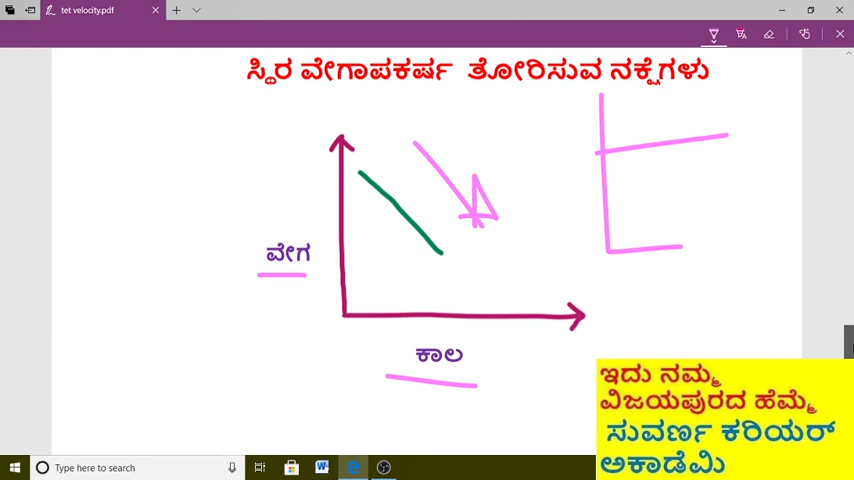 tet velocity.pdf
ಸ್ಥಿರ ವೇಗಾಪಕರ್ಷ ತೋರಿಸುವ ನಕ್ಷೆಗಳು
ವೇಗ
ಕಾಲ
ಇದು ನಮ್ಮ
ವಿಜಯಪುರದ ಹೆಮ್ಮೆ
ಸುವರ್ಣ ಕರಿಯರ್
ಅಕಾಡೆಮಿ
Type here to search